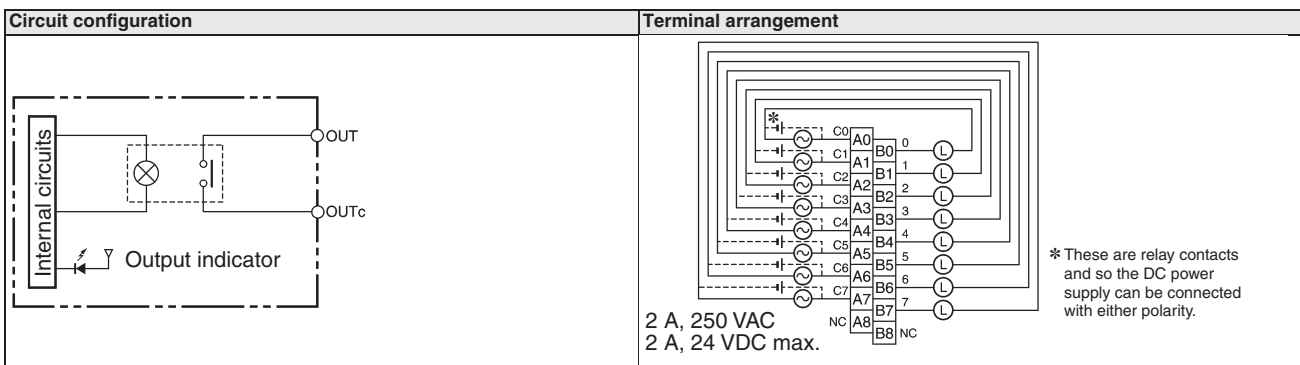 Circuit configuration
Terminal arrangement
Internal circuits
OUT
OUTc
Output indicator
*
C0 A0
B0 0 L
C1 A1
B1 1 L
C2 A2
B2 2 L
C3 A3
B3 3 L
C4 A4
B4 4 L
C5 A5
B5 5 L
C6 A6
B6 6 L
C7 A7
B7 7 L
NC A8
B8 NC
2 A, 250 VAC
2 A, 24 VDC max.
* These are relay contacts
and so the DC power
supply can be connected
with either polarity.